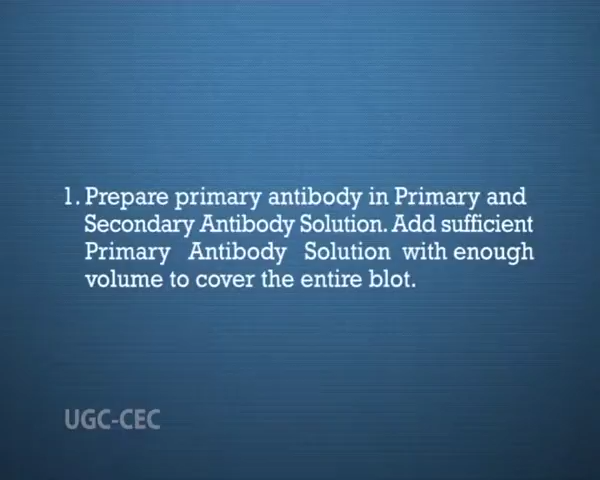 1. Prepare primary antibody in Primary and
Secondary Antibody Solution. Add sufficient
Primary Antibody Solution with enough
volume to cover the entire blot.
UGC-CEC